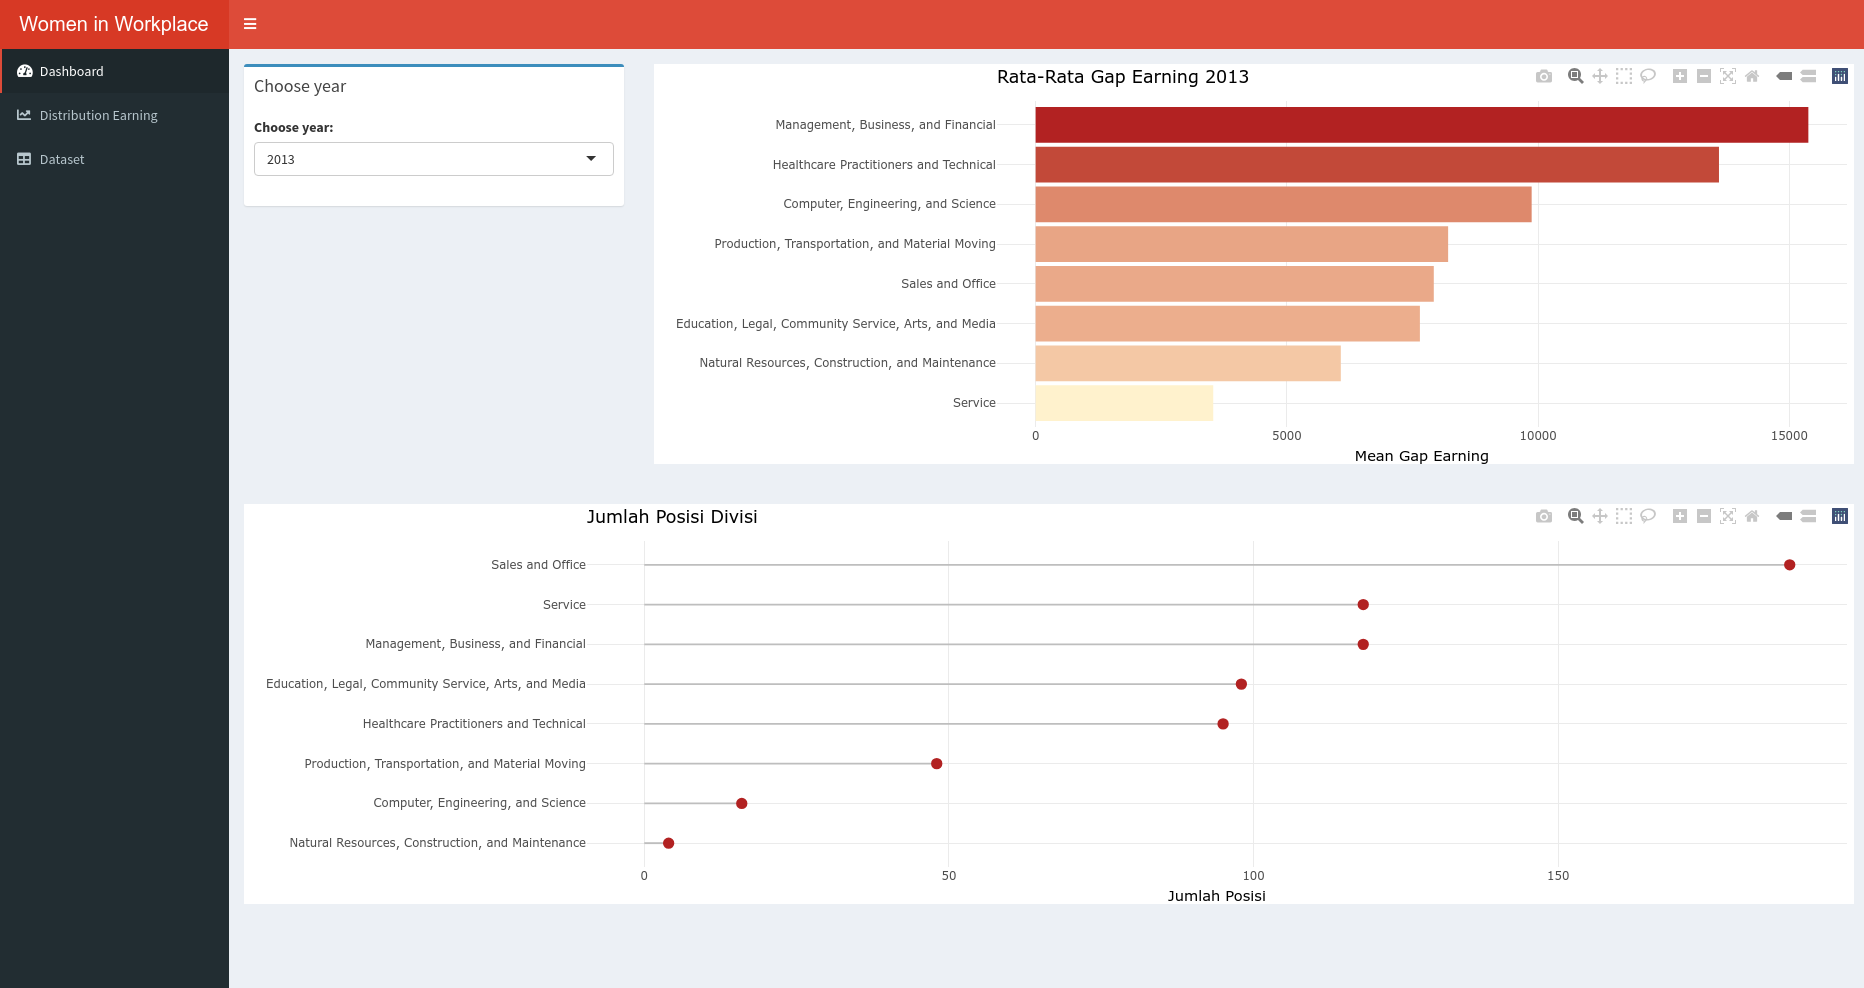 Women in Workplace
Dashboard
Distribution Earning
Dataset
Choose year
Choose year:
2013
Rata-Rata Gap Earning 2013
Management, Business, and Financial
Healthcare Practitioners and Technical
Computer, Engineering, and Science
Production, Transportation, and Material Moving
Sales and Office
Education, Legal, Community Service, Arts, and Media
Natural Resources, Construction, and Maintenance
Service
0 5000 10000 15000
Mean Gap Earning
Jumlah Posisi Divisi
Sales and Office
Service
Management, Business, and Financial
Education, Legal, Community Service, Arts, and Media
Healthcare Practitioners and Technical
Production, Transportation, and Material Moving
Computer, Engineering, and Science
Natural Resources, Construction, and Maintenance
0 50 100 150
Jumlah Posisi